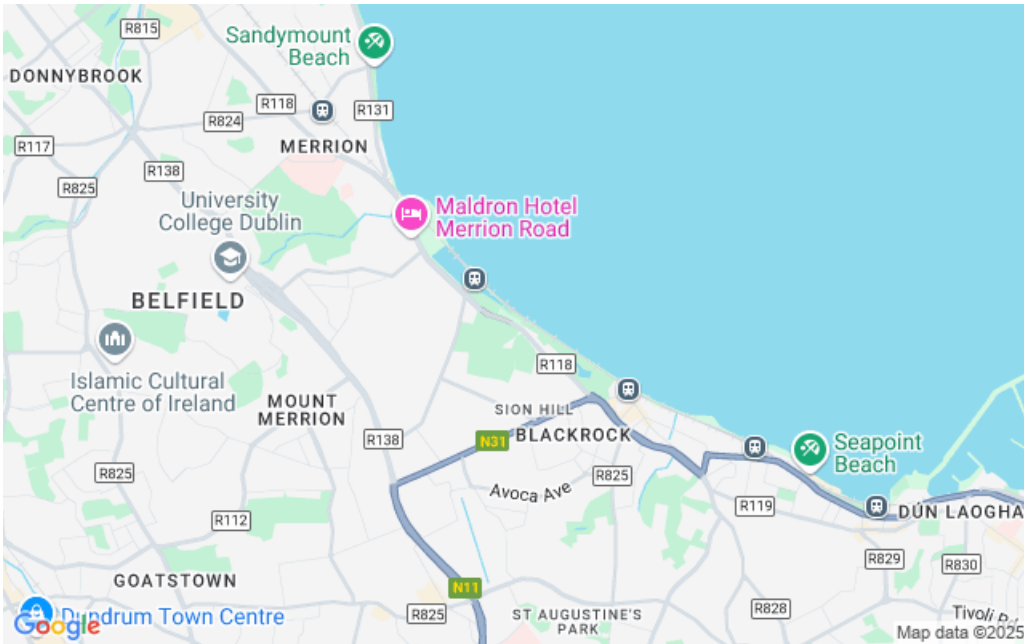 R815
Sandymount
Beach
DONNYBROOK
R118
R131
R824
R117
MERRION
R138
R825
University
College Dublin
Maldron Hotel
Merrion Road
BELFIELD
Islamic Cultural
Centre of Ireland
R118
MOUNT
MERRION
SION HILL
R138
N31
BLACKROCK
Seapoint
Beach
R825
R825
Avoca Ave
R119
R112
DÚN LAOGHA
R829
R830
GOATSTOWN
N11
Dundrum Town Centre
R825
ST AUGUSTINE'S
PARK
R828
Tivoli R
Google
Map data ©2025